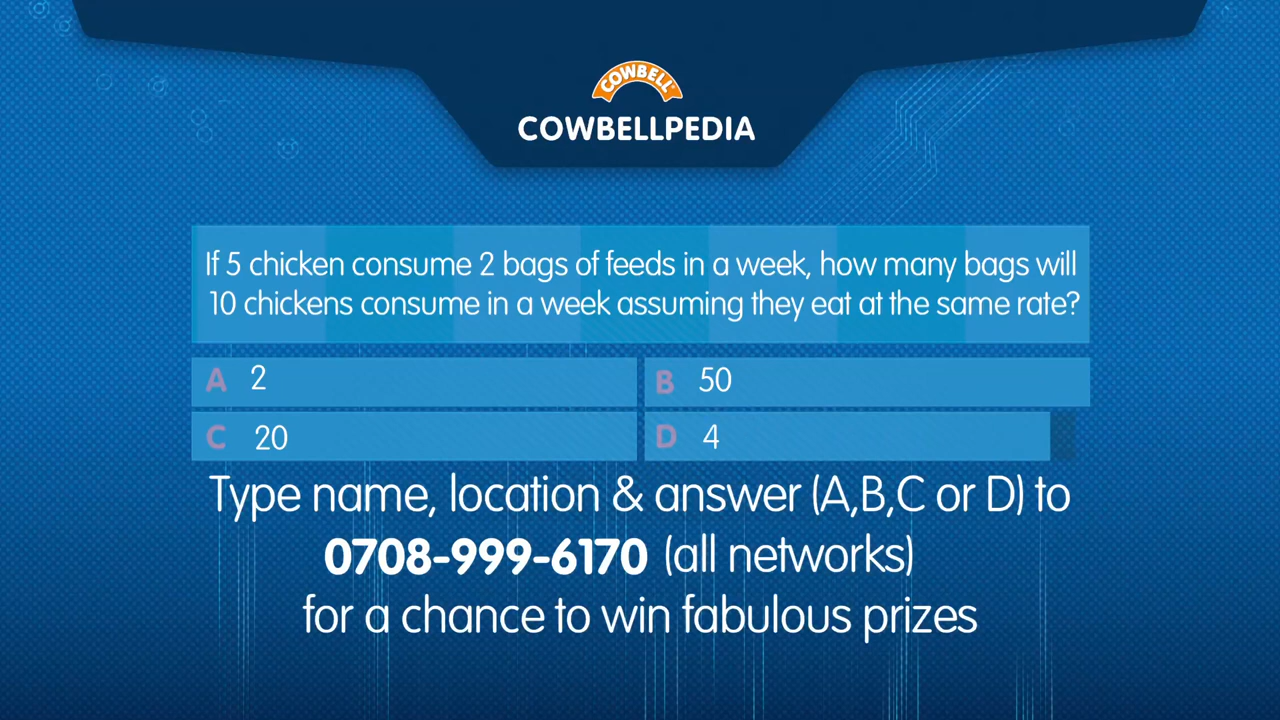 COWBELL
COWBELLPEDIA
If 5 chicken consume 2 bags of feeds in a week, how many bags will
10 chickens consume in a week assuming they eat at the same rate?
A 2
B 50
C 20
D 4
Type name, location & answer (A,B,C or D) to
0708-999-6170 (all networks)
for a chance to win fabulous prizes